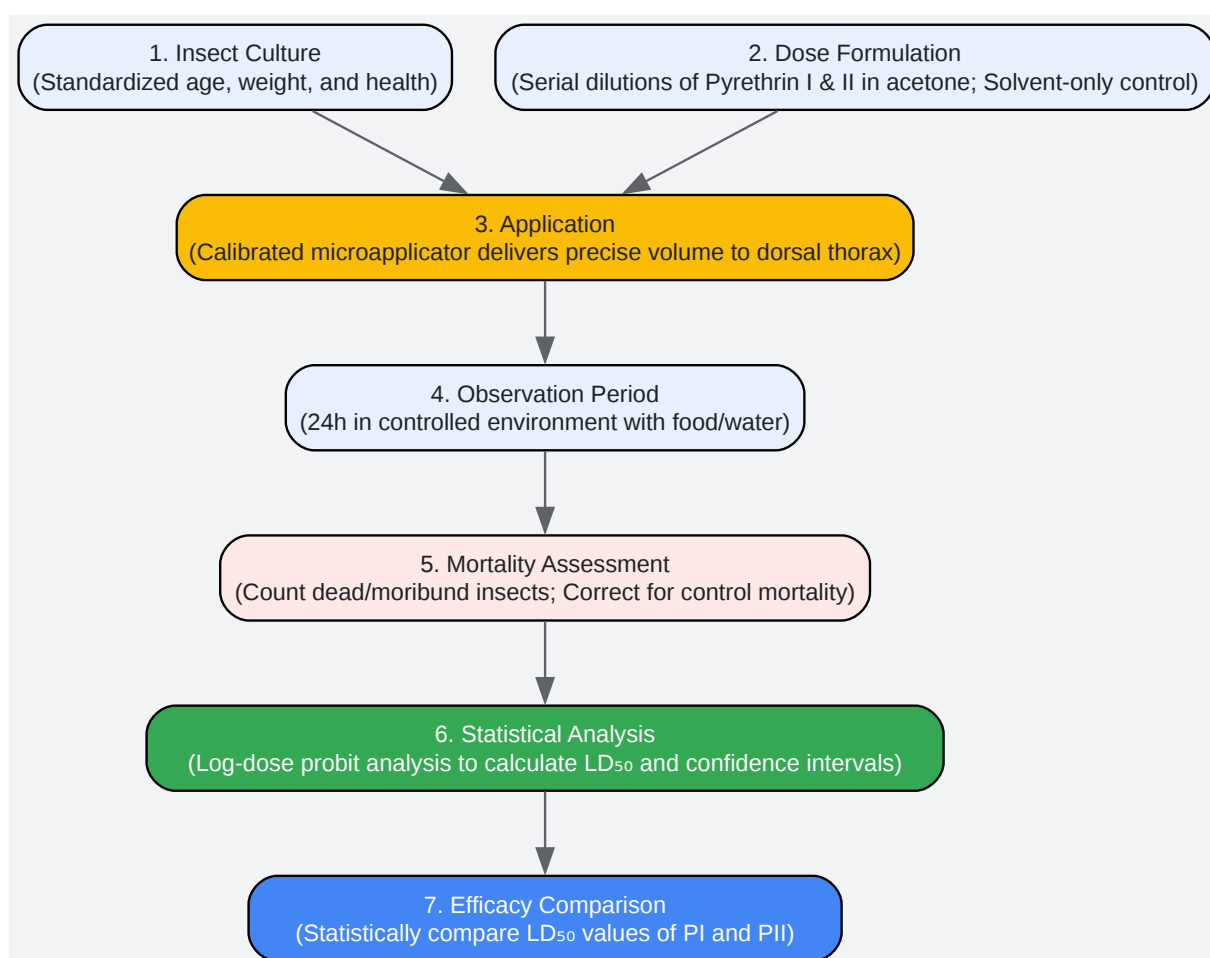 1. Insect Culture
(Standardized age, weight, and health)
2. Dose Formulation
(Serial dilutions of Pyrethrin I & II in acetone; Solvent-only control)
3. Application
(Calibrated microapplicator delivers precise volume to dorsal thorax)
4. Observation Period
(24h in controlled environment with food/water)
5. Mortality Assessment
(Count dead/moribund insects; Correct for control mortality)
6. Statistical Analysis
(Log-dose probit analysis to calculate LD₅₀ and confidence intervals)
7. Efficacy Comparison
(Statistically compare LD₅₀ values of PI and PII)